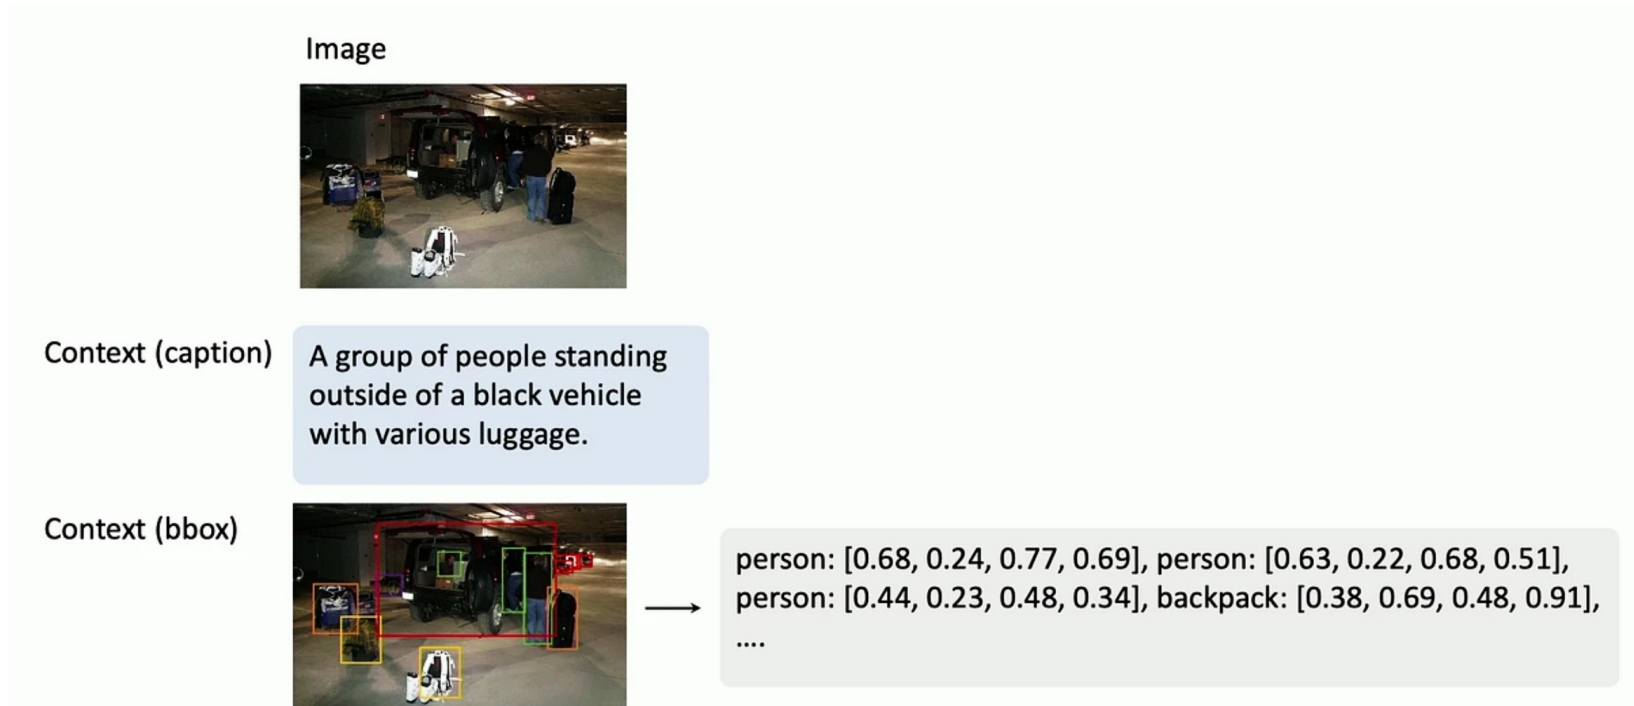 Image
Context (caption)
A group of people standing
outside of a black vehicle
with various luggage.
Context (bbox)
person: [0.68, 0.24, 0.77, 0.69], person: [0.63, 0.22, 0.68, 0.51],
person: [0.44, 0.23, 0.48, 0.34], backpack: [0.38, 0.69, 0.48, 0.91],
....